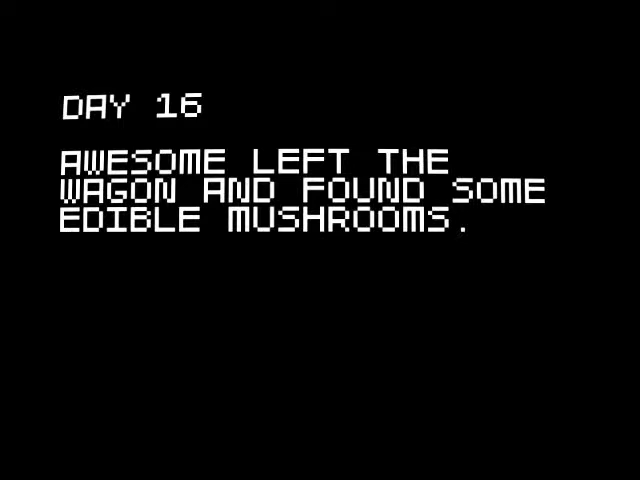 DAY 16
AWESOME LEFT THE
WAGON AND FOUND SOME
EDIBLE MUSHROOMS.